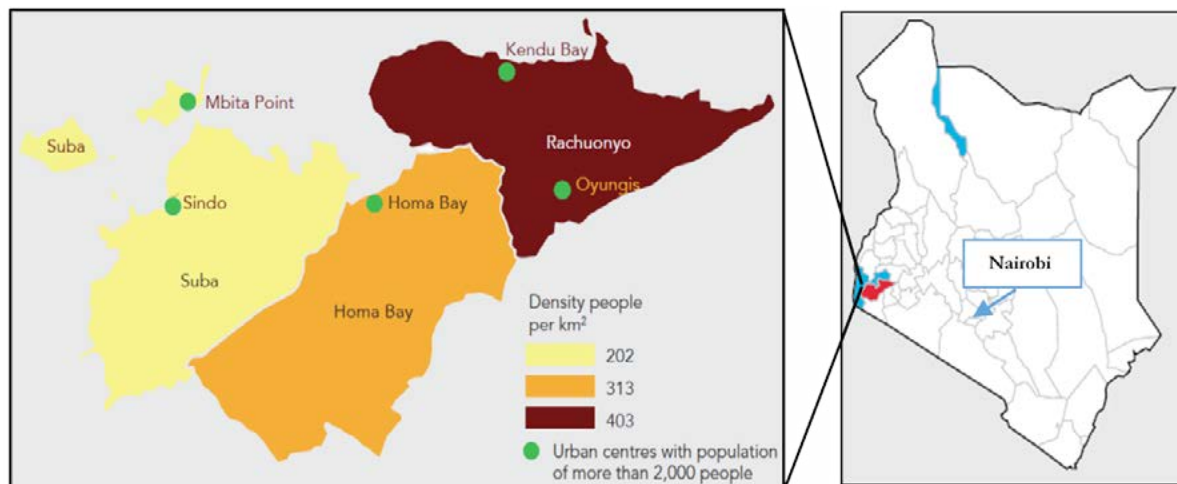 Kendu Bay
Mbita Point
Suba
Rachuonyo
Oyungis
Sindo
Homa Bay
Suba
Homa Bay
Density people
per km²
202
313
403
Urban centres with population
of more than 2,000 people
Nairobi